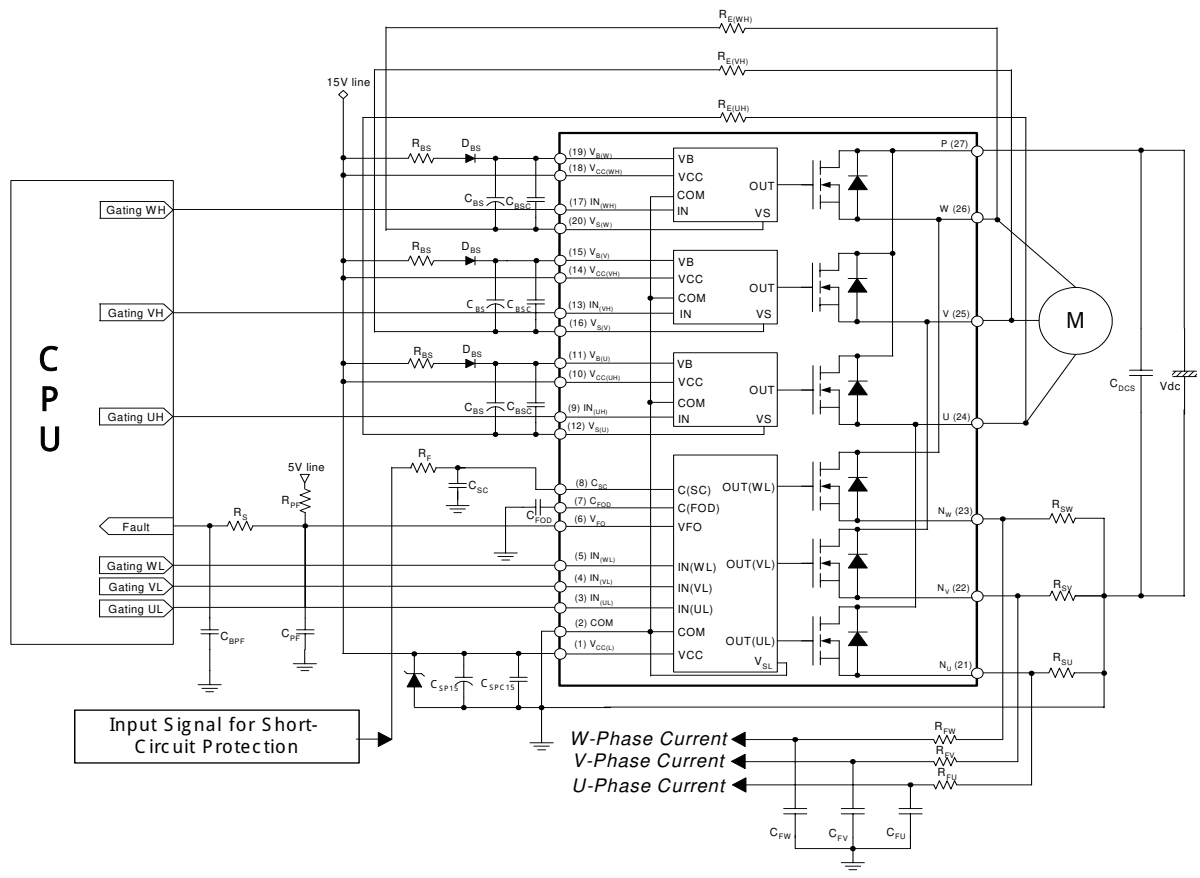 R_E(WH)
R_E(VH)
15V line
R_E(UH)
R_BS D_BS (19) V_B(W) VB P (27)
(18) V_CC(WH) VCC OUT
C_BS C_BSC COM
Gating WH (17) IN_(WH) IN VS W (26)
(20) V_S(W)
R_BS D_BS (15) V_B(V) VB
(14) V_CC(VH) VCC OUT
C_BS C_BSC COM
Gating VH (13) IN_(VH) IN VS V (25) M
(16) V_S(V)
CPU
R_BS D_BS (11) V_B(U) VB
(10) V_CC(UH) VCC OUT C_DCS Vdc
C_BS C_BSC COM
Gating UH (9) IN_(UH) IN VS U (24)
(12) V_S(U)
R_F
5V line
C_SC (8) C_SC C(SC) OUT(WL)
R_PF C_FOD (7) C_FOD C(FOD)
R_S R_SW
Fault (6) V_FO VFO N_W (23)
Gating WL (5) IN_(WL) IN(WL) OUT(VL)
Gating VL (4) IN_(VL) IN(VL) N_V (22) R_SV
Gating UL (3) IN_(UL) IN(UL)
C_BPF C_PF (2) COM COM OUT(UL)
(1) V_CC(L) VCC V_SL R_SU
C_SP15 C_SPC15 N_U (21)
Input Signal for Short-
Circuit Protection
W-Phase Current R_FW
V-Phase Current R_FV
U-Phase Current R_FU
C_FW C_FV C_FU